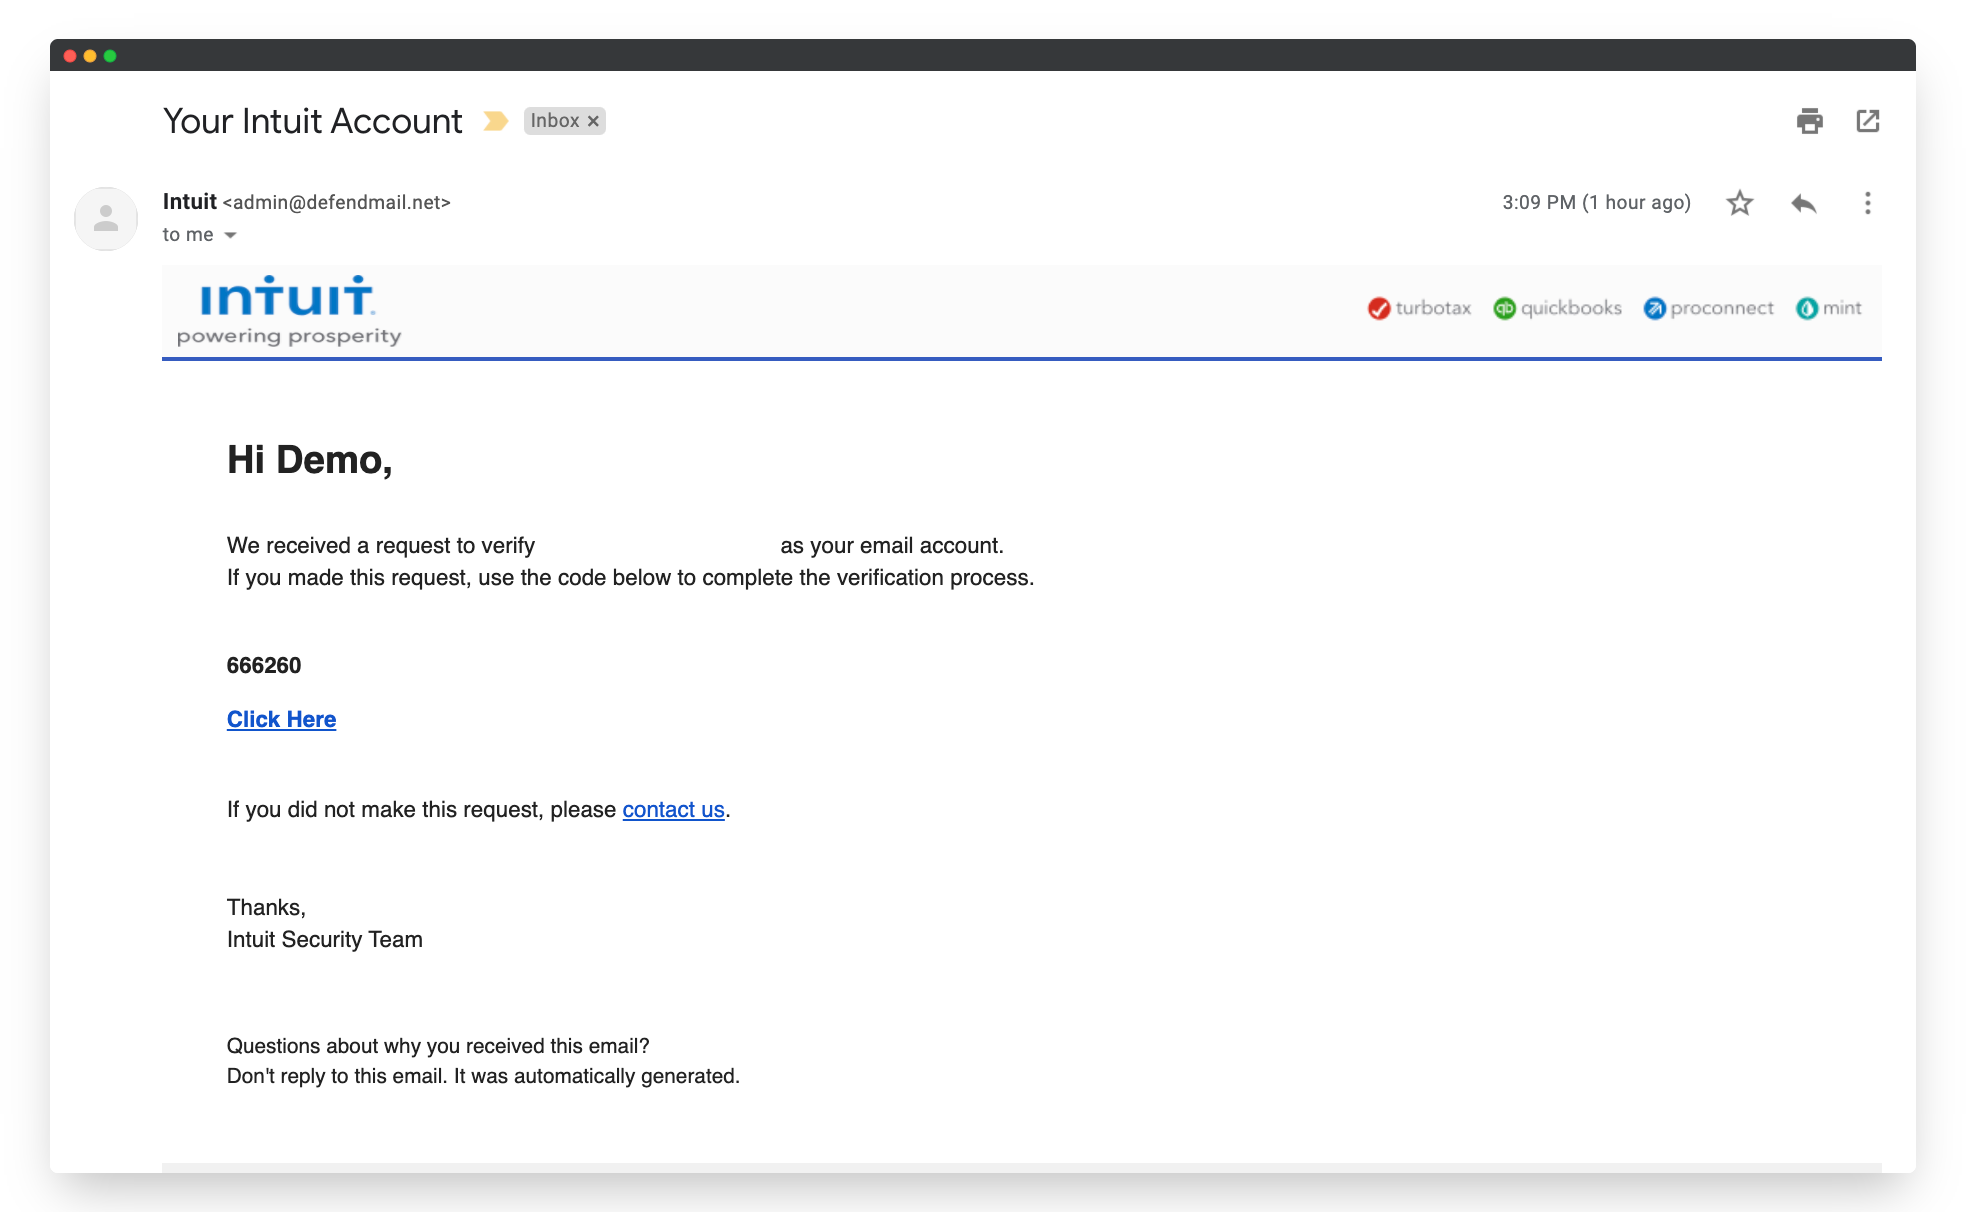 Your Intuit Account Inbox ×
Intuit <admin@defendmail.net> 3:09 PM (1 hour ago)
to me
intuit.
powering prosperity
turbotax qb quickbooks proconnect mint
Hi Demo,
We received a request to verify as your email account.
If you made this request, use the code below to complete the verification process.
666260
Click Here
If you did not make this request, please contact us.
Thanks,
Intuit Security Team
Questions about why you received this email?
Don't reply to this email. It was automatically generated.